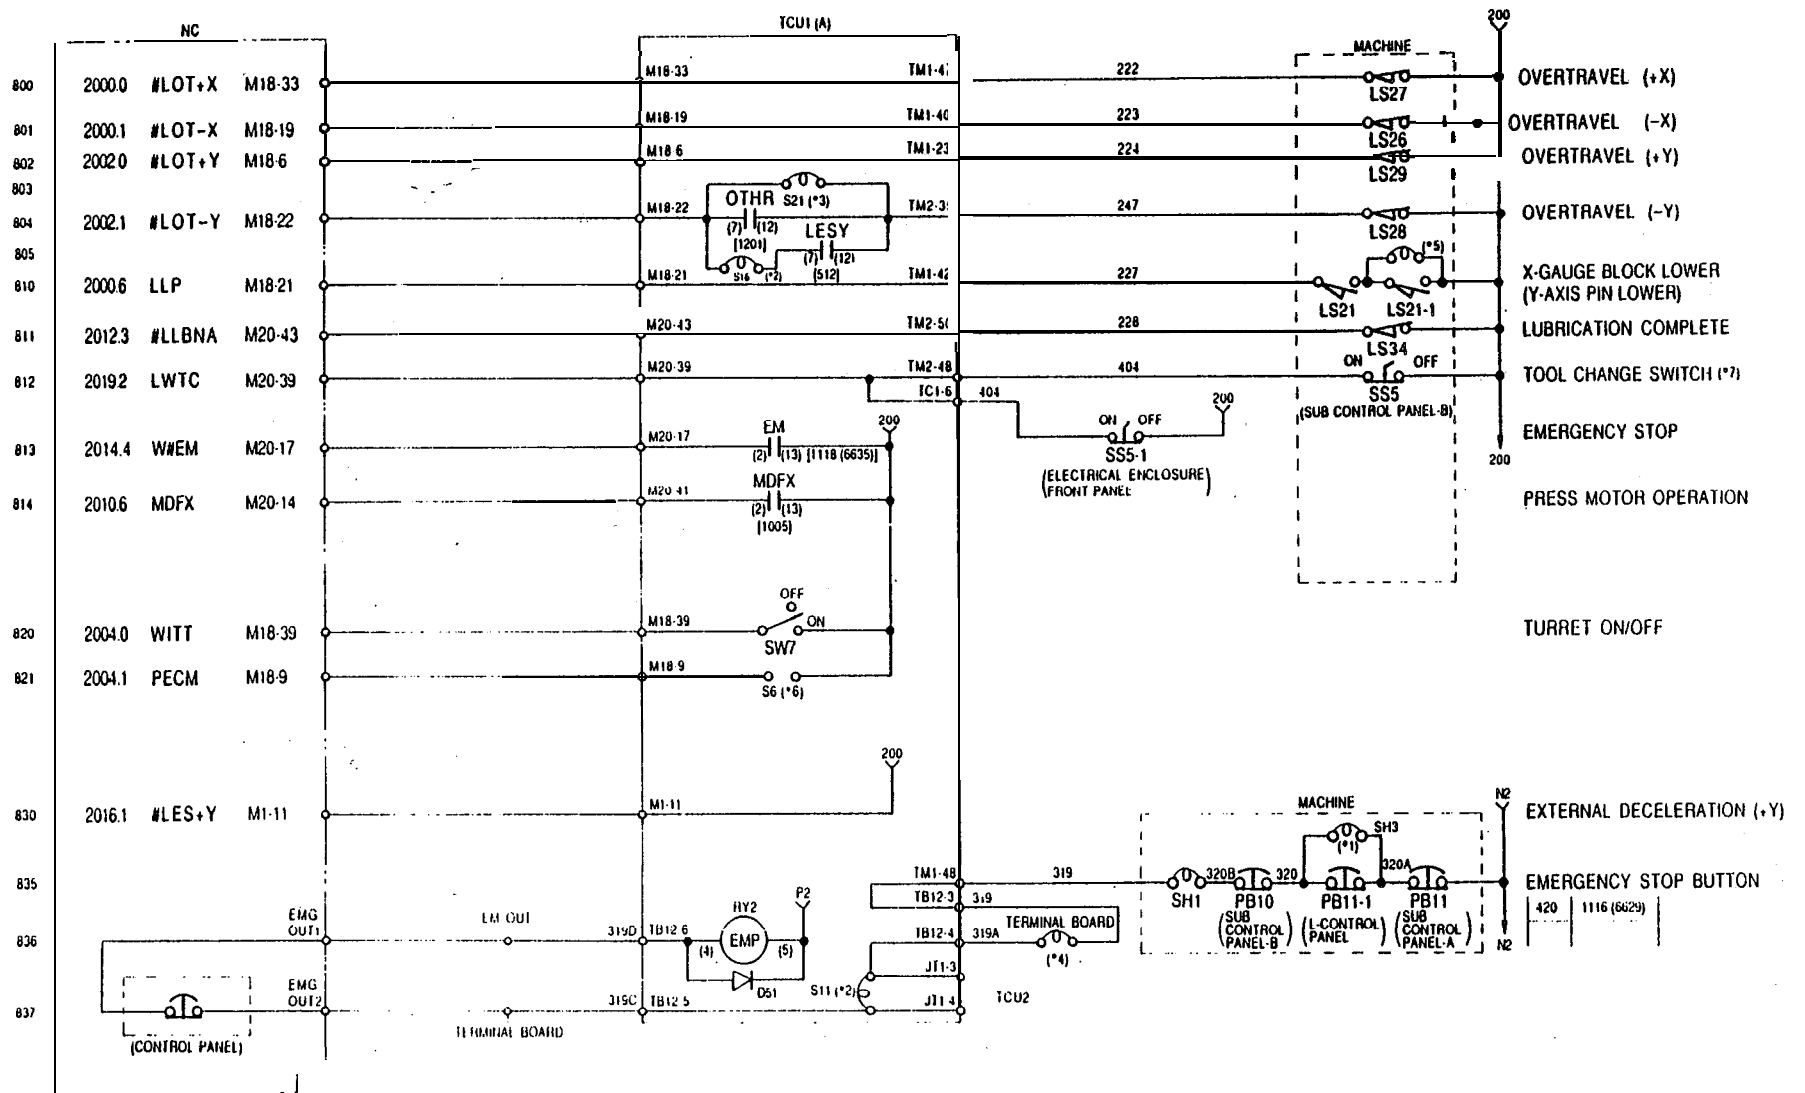 NC
TCU1 (A)
200
MACHINE
800 2000.0 #LOT+X M18-33 M18-33 TM1-47 222 LS27 OVERTRAVEL (+X)
801 2000.1 #LOT-X M18-19 M18-19 TM1-40 223 LS26 OVERTRAVEL (-X)
802 2002.0 #LOT+Y M18-6 M18-6 TM1-23 224 LS29 OVERTRAVEL (+Y)
803 S21 (*3)
OTHR
804 2002.1 #LOT-Y M18-22 M18-22 (7) (12) TM2-3 247 LS28 OVERTRAVEL (-Y)
[1201] LESY
805 (7) (12) (*5)
S16 (*2) [512]
810 2000.6 LLP M18-21 M18-21 TM1-42 227 LS21 LS21-1 X-GAUGE BLOCK LOWER
(Y-AXIS PIN LOWER)
811 2012.3 #LLBNA M20-43 M20-43 TM2-50 228 LS34 LUBRICATION COMPLETE
812 2019.2 LWTC M20-39 M20-39 TM2-48 404 ON OFF SS5 TOOL CHANGE SWITCH (*7)
TC1-6 404 200
(SUB CONTROL PANEL-B)
ON OFF
SS5-1
(ELECTRICAL ENCLOSURE)
(FRONT PANEL
200
813 2014.4 W#EM M20-17 M20-17 EM (2) (13) [1118 (6635)] EMERGENCY STOP
200
814 2010.6 MDFX M20-14 M20-41 MDFX (2) (13) PRESS MOTOR OPERATION
[1005]
OFF
820 2004.0 WITT M18-39 M18-39 ON TURRET ON/OFF
SW7
821 2004.1 PECM M18-9 M18-9
S6 (*6)
200
830 2016.1 #LES+Y M1-11 M1-11 EXTERNAL DECELERATION (+Y)
MACHINE N2
SH3
(*1)
835 TM1-48 319 320B 320 320A EMERGENCY STOP BUTTON
SH1 PB10 PB11-1 PB11
TB12-3 319 420 1116 (6629)
(SUB CONTROL PANEL-B) (L-CONTROL PANEL) (SUB CONTROL PANEL-A)
N2
836 EMG OUT1 EM OUT 319D TB12-6 RY2 (4) EMP (5) P2 TB12-4 319A TERMINAL BOARD
(*4)
D51
JT1-3
S11 (*2)
837 EMG OUT2 319C TB12-5 JT1-4 TCU2
TERMINAL BOARD
(CONTROL PANEL)